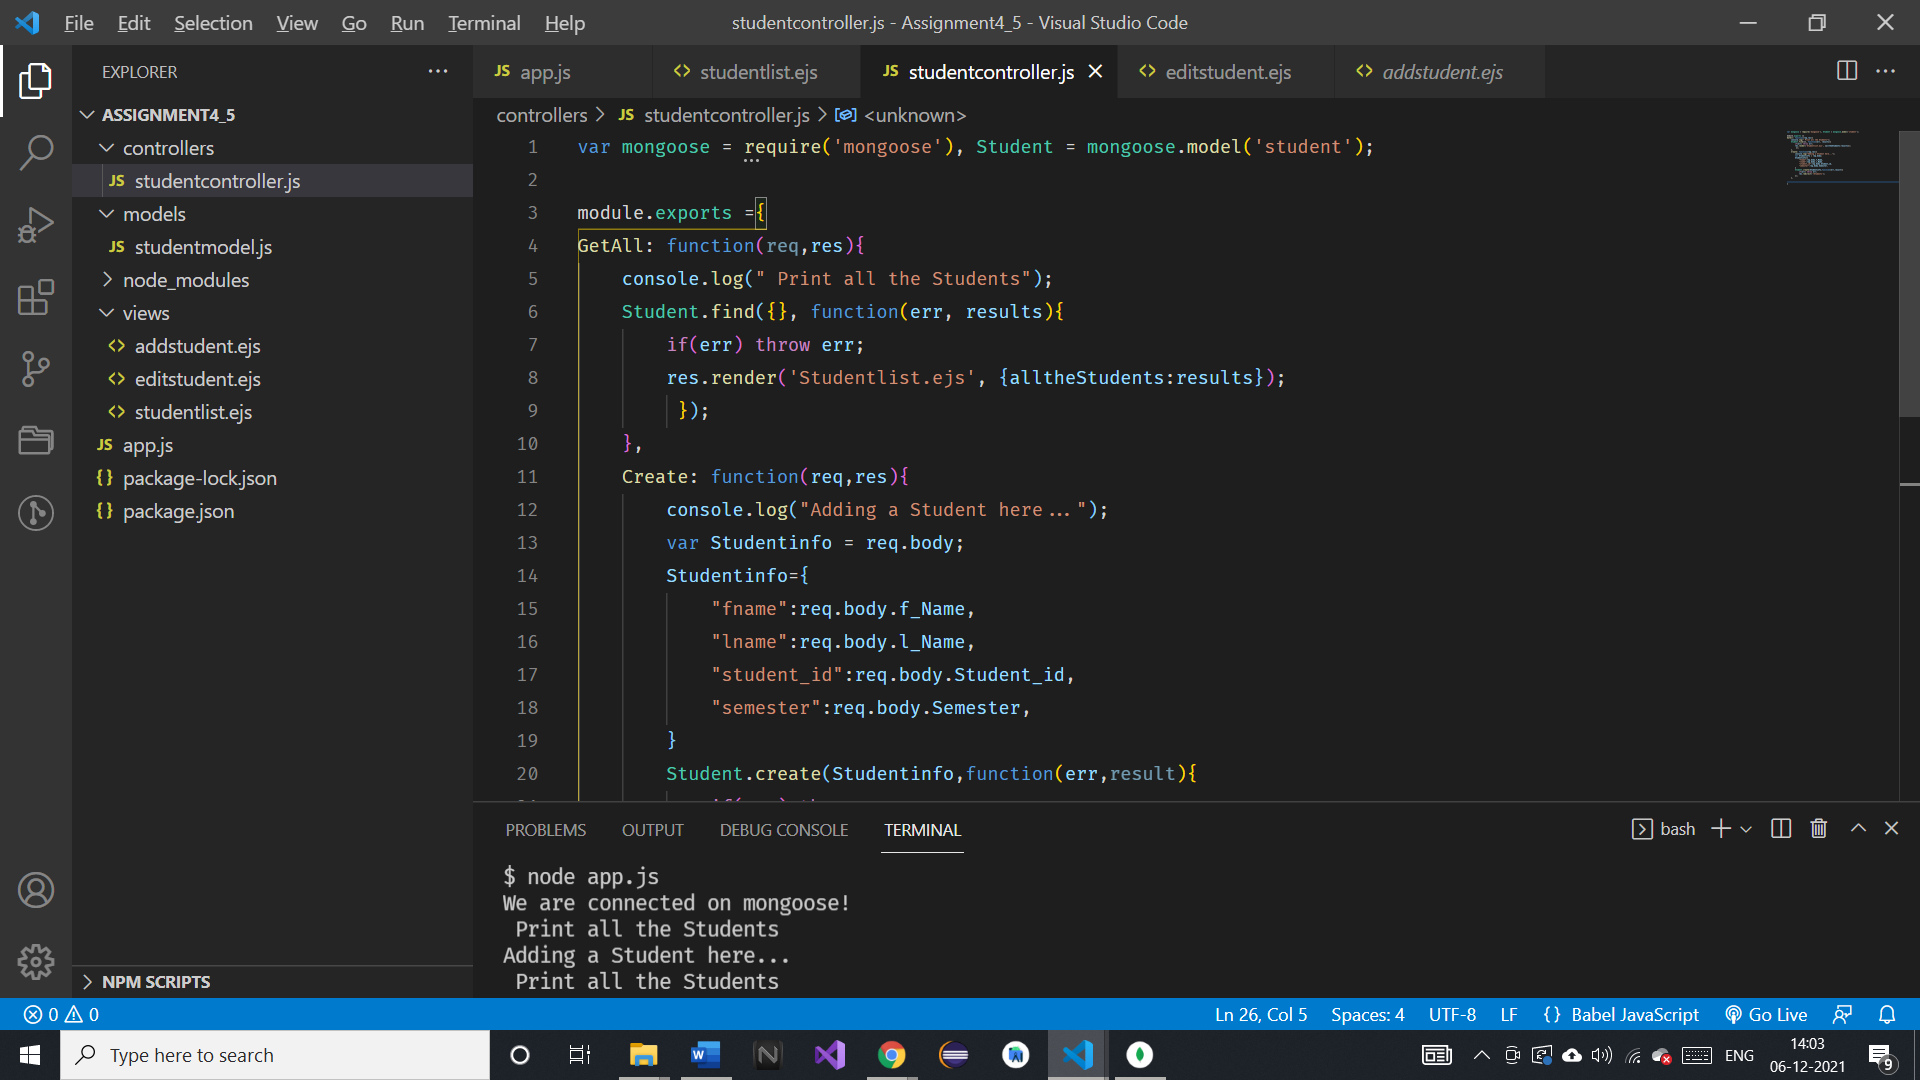 File Edit Selection View Go Run Terminal Help
studentcontroller.js - Assignment4_5 - Visual Studio Code
EXPLORER
ASSIGNMENT4_5
controllers
JS studentcontroller.js
models
JS studentmodel.js
node_modules
views
<> addstudent.ejs
<> editstudent.ejs
<> studentlist.ejs
JS app.js
{} package-lock.json
{} package.json
NPM SCRIPTS
JS app.js <> studentlist.ejs JS studentcontroller.js <> editstudent.ejs <> addstudent.ejs
controllers > JS studentcontroller.js > <unknown>
1 var mongoose = require('mongoose'), Student = mongoose.model('student');
2
3 module.exports ={
4 GetAll: function(req,res){
5 console.log(" Print all the Students");
6 Student.find({}, function(err, results){
7 if(err) throw err;
8 res.render('Studentlist.ejs', {alltheStudents:results});
9 });
10 },
11 Create: function(req,res){
12 console.log("Adding a Student here...");
13 var Studentinfo = req.body;
14 Studentinfo={
15 "fname":req.body.f_Name,
16 "lname":req.body.l_Name,
17 "student_id":req.body.Student_id,
18 "semester":req.body.Semester,
19 }
20 Student.create(Studentinfo,function(err,result){
PROBLEMS OUTPUT DEBUG CONSOLE TERMINAL
bash
$ node app.js
We are connected on mongoose!
Print all the Students
Adding a Student here...
Print all the Students
0 0
Ln 26, Col 5 Spaces: 4 UTF-8 LF {} Babel JavaScript Go Live
Type here to search
ENG
14:03
06-12-2021
9